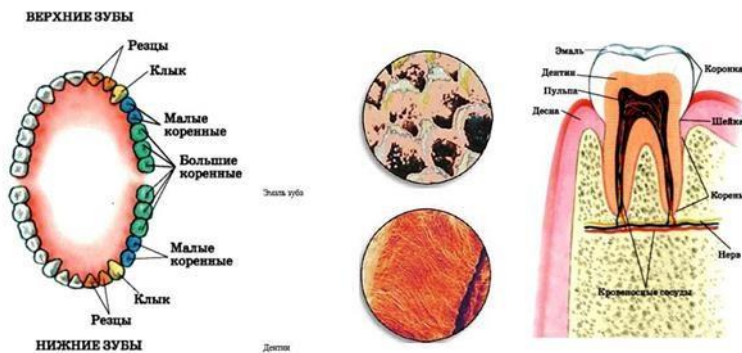 ВЕРХНИЕ ЗУБЫ
Резцы
Клык
Малые
коренные
Большие
коренные
Малые
коренные
Клык
Резцы
НИЖНИЕ ЗУБЫ
Эмаль зуба
Дентин
Эмаль
Дентин
Пульпа
Десна
Коронка
Шейка
Корень
Нерв
Кровеносные сосуды